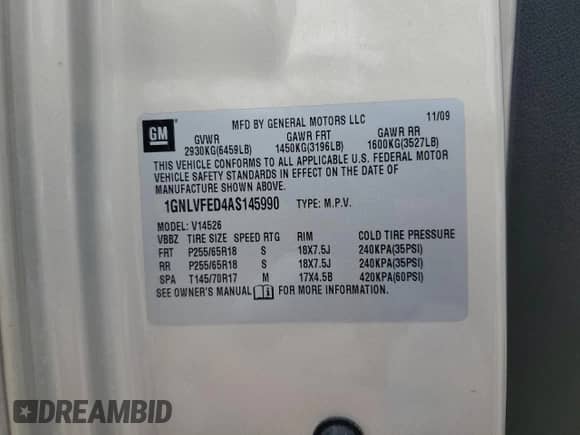 GM
MFD BY GENERAL MOTORS LLC 11/09
GVWR GAWR FRT GAWR RR
2930KG(6459LB) 1450KG(3196LB) 1600KG(3527LB)
THIS VEHICLE CONFORMS TO ALL APPLICABLE U.S. FEDERAL MOTOR
VEHICLE SAFETY STANDARDS IN EFFECT ON THE DATE OF
MANUFACTURE SHOWN ABOVE.
1GNLVFED4AS145990 TYPE: M.P.V.
MODEL: V14526
VBBZ TIRE SIZE SPEED RTG RIM COLD TIRE PRESSURE
FRT P255/65R18 S 18X7.5J 240KPA(35PSI)
RR P255/65R18 S 18X7.5J 240KPA(35PSI)
SPA T145/70R17 M 17X4.5B 420KPA(60PSI)
SEE OWNER'S MANUAL FOR MORE INFORMATION.
DREAMBID